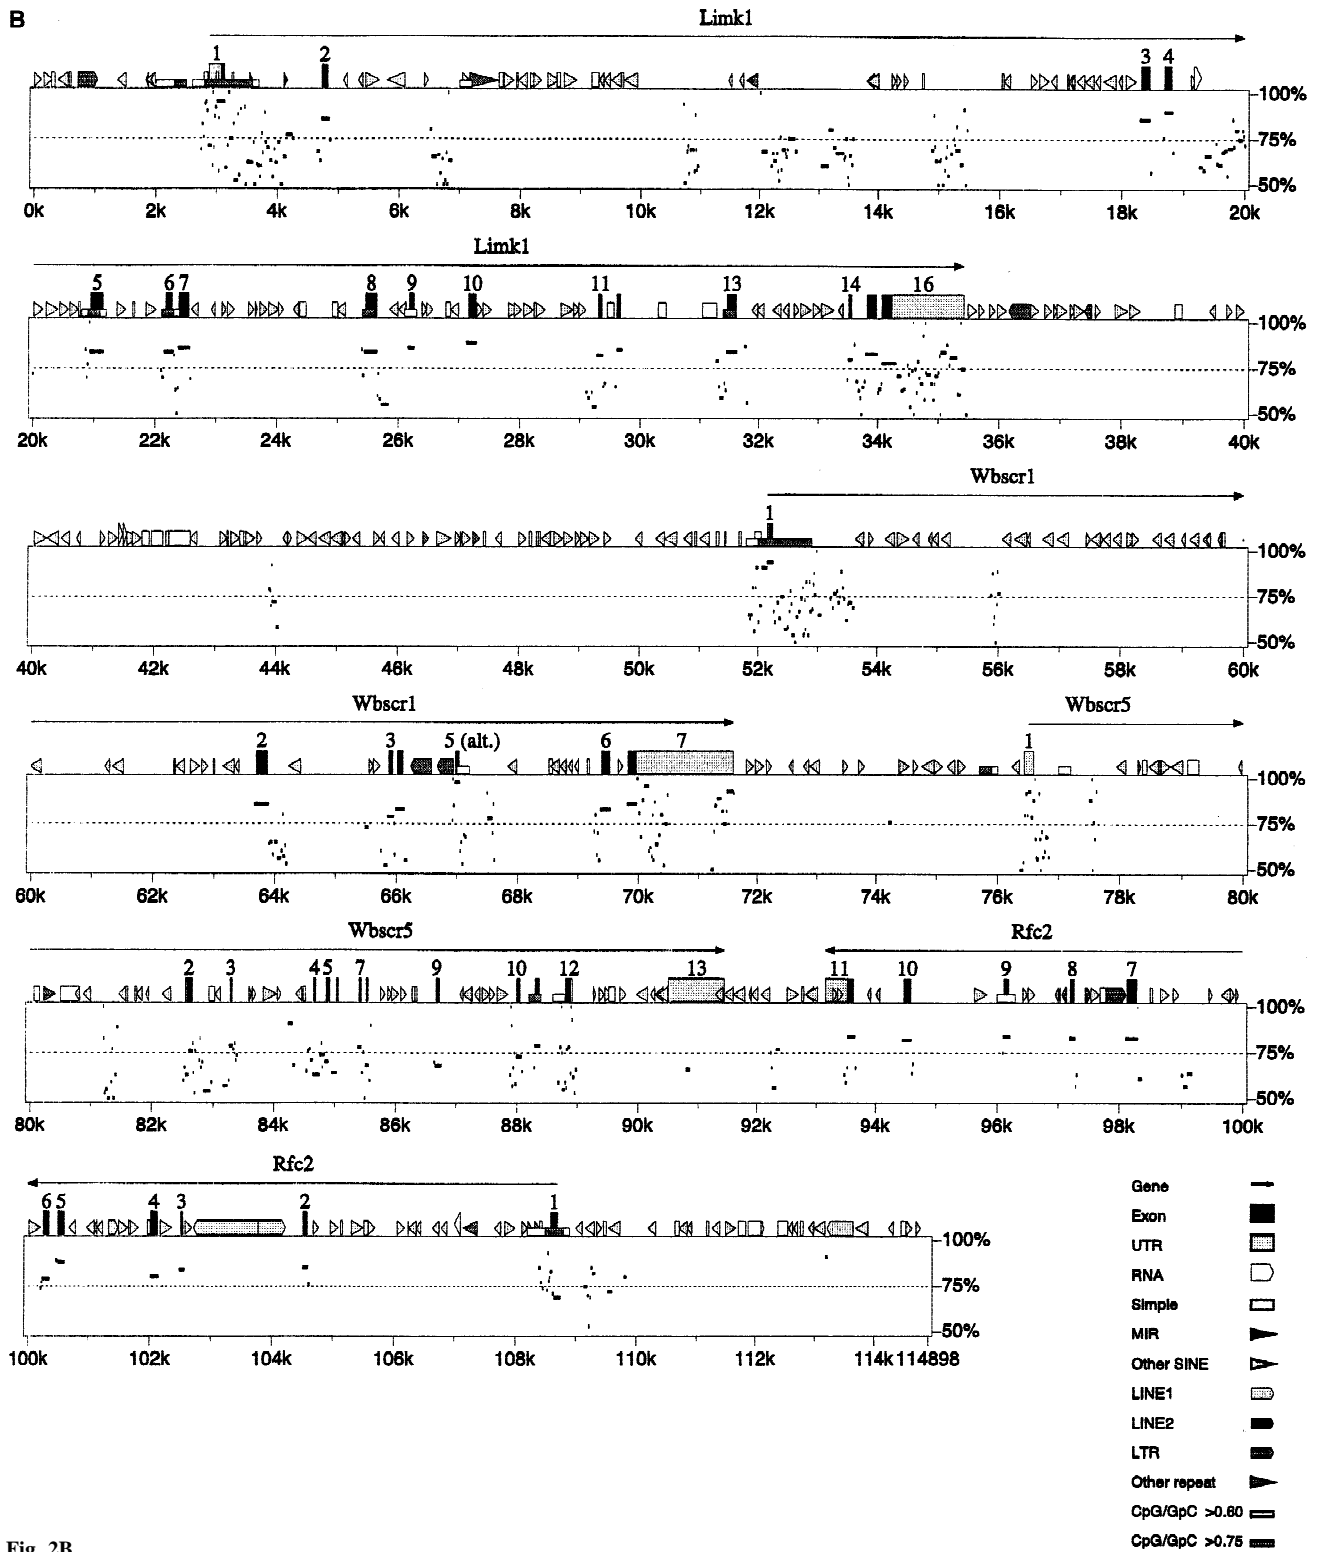 B
Limk1
1 2 3 4
100%
75%
50%
0k 2k 4k 6k 8k 10k 12k 14k 16k 18k 20k
Limk1
5 6 7 8 9 10 11 13 14 16
100%
75%
50%
20k 22k 24k 26k 28k 30k 32k 34k 36k 38k 40k
Wbscr1
1
100%
75%
50%
40k 42k 44k 46k 48k 50k 52k 54k 56k 58k 60k
Wbscr1 Wbscr5
2 3 5 (alt.) 6 7 1
100%
75%
50%
60k 62k 64k 66k 68k 70k 72k 74k 76k 78k 80k
Wbscr5 Rfc2
2 3 4 5 7 9 10 12 13 11 10 9 8 7
100%
75%
50%
80k 82k 84k 86k 88k 90k 92k 94k 96k 98k 100k
Rfc2
6 5 4 3 2 1
100%
75%
50%
100k 102k 104k 106k 108k 110k 112k 114k 114898
Gene
Exon
UTR
RNA
Simple
MIR
Other SINE
LINE1
LINE2
LTR
Other repeat
CpG/GpC >0.60
CpG/GpC >0.75
Fig. 2B